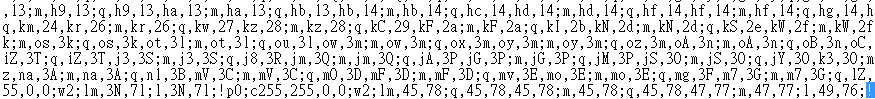 ,13;m,h9,13;q,h9,13,ha,13;m,ha,13;q,hb,13,hb,14;m,hb,14;q,hc,14,hd,14;m,hd,14;q,hf,14,hf,14;m,hf,14;q,hg,14,h
q,km,24,kr,26;m,kr,26;q,kw,27,kz,28;m,kz,28;q,kC,29,kF,2a;m,kF,2a;q,kI,2b,kN,2d;m,kN,2d;q,kS,2e,kW,2f;m,kW,2f
k;m,os,3k;q,os,3k,ot,3l;m,ot,3l;q,ou,3l,ow,3m;m,ow,3m;q,ox,3m,oy,3m;m,oy,3m;q,oz,3m,oA,3n;m,oA,3n;q,oB,3n,oC,
iZ,3T;q,iZ,3T,j3,3S;m,j3,3S;q,j8,3R,jm,3Q;m,jm,3Q;q,jA,3P,jG,3P;m,jG,3P;q,jM,3P,jS,3O;m,jS,3O;q,jY,3O,k3,3O;m
z,na,3A;m,na,3A;q,nl,3B,mV,3C;m,mV,3C;q,mO,3D,mF,3D;m,mF,3D;q,mv,3E,mo,3E;m,mo,3E;q,mg,3F,m7,3G;m,m7,3G;q,lZ,
55,0,0;w2;lm,3N,71;l,3N,71;!p0;c255,255,0,0;w2;lm,45,78;q,45,78,45,78;m,45,78;q,45,78,47,77;m,47,77;l,49,76;!